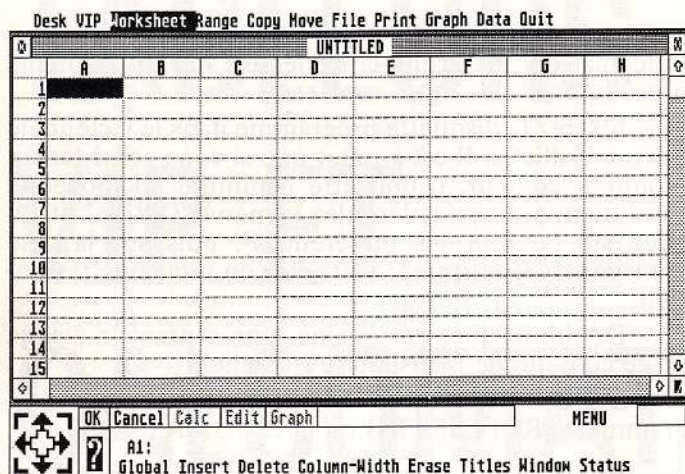 Desk VIP Worksheet Range Copy Move File Print Graph Data Quit
UNTITLED
A B C D E F G H
1
2
3
4
5
6
7
8
9
10
11
12
13
14
15
OK Cancel Calc Edit Graph MENU
? A1:
Global Insert Delete Column-Width Erase Titles Window Status